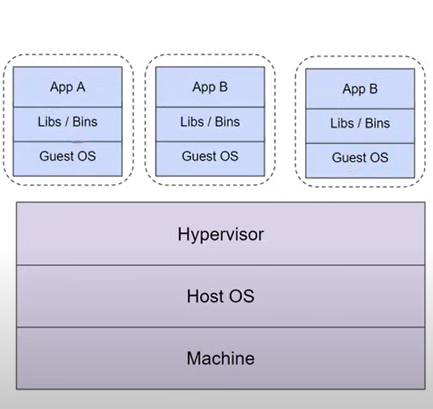 App A
Libs / Bins
Guest OS
App B
Libs / Bins
Guest OS
App B
Libs / Bins
Guest OS
Hypervisor
Host OS
Machine